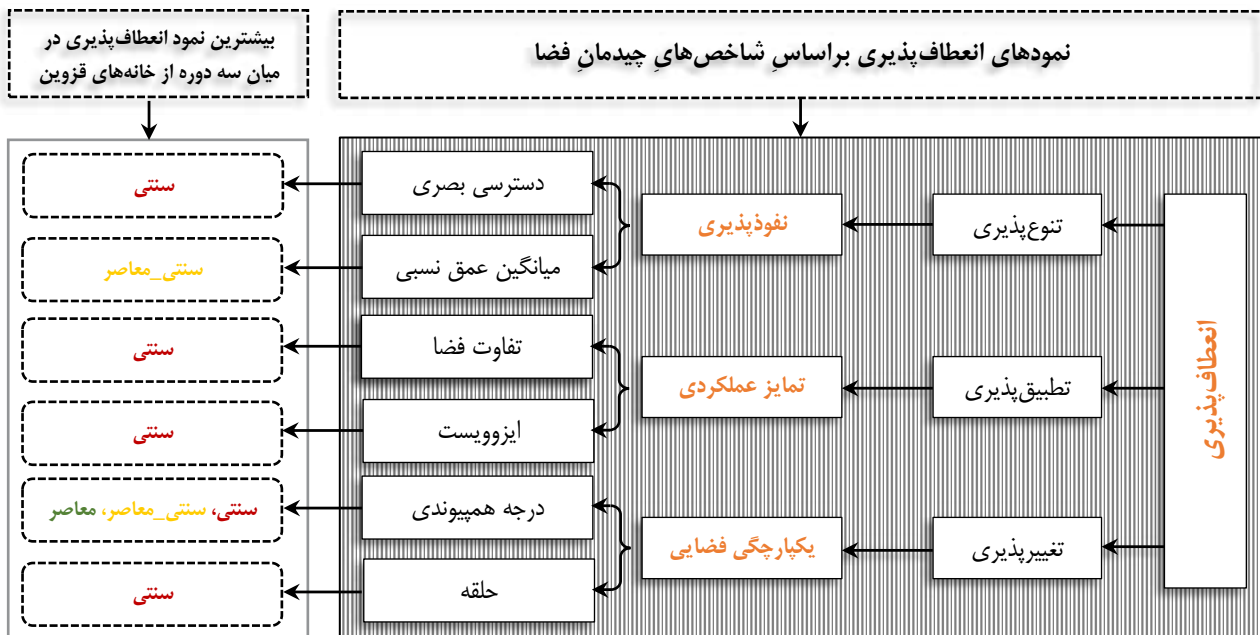 نمودهای انعطاف‌پذیری براساسِ شاخص‌هایِ چیدمانِ فضا
بیشترین نمود انعطاف‌پذیری در
میان سه دوره از خانه‌های قزوین
انعطاف‌پذیری
تنوع‌پذیری
نفوذپذیری
دسترسی بصری
سنتی
میانگین عمق نسبی
سنتی_معاصر
تطبیق‌پذیری
تمایز عملکردی
تفاوت فضا
سنتی
ایزوویست
سنتی
تغییرپذیری
یکپارچگی فضایی
درجه همپیوندی
سنتی، سنتی_معاصر، معاصر
حلقه
سنتی